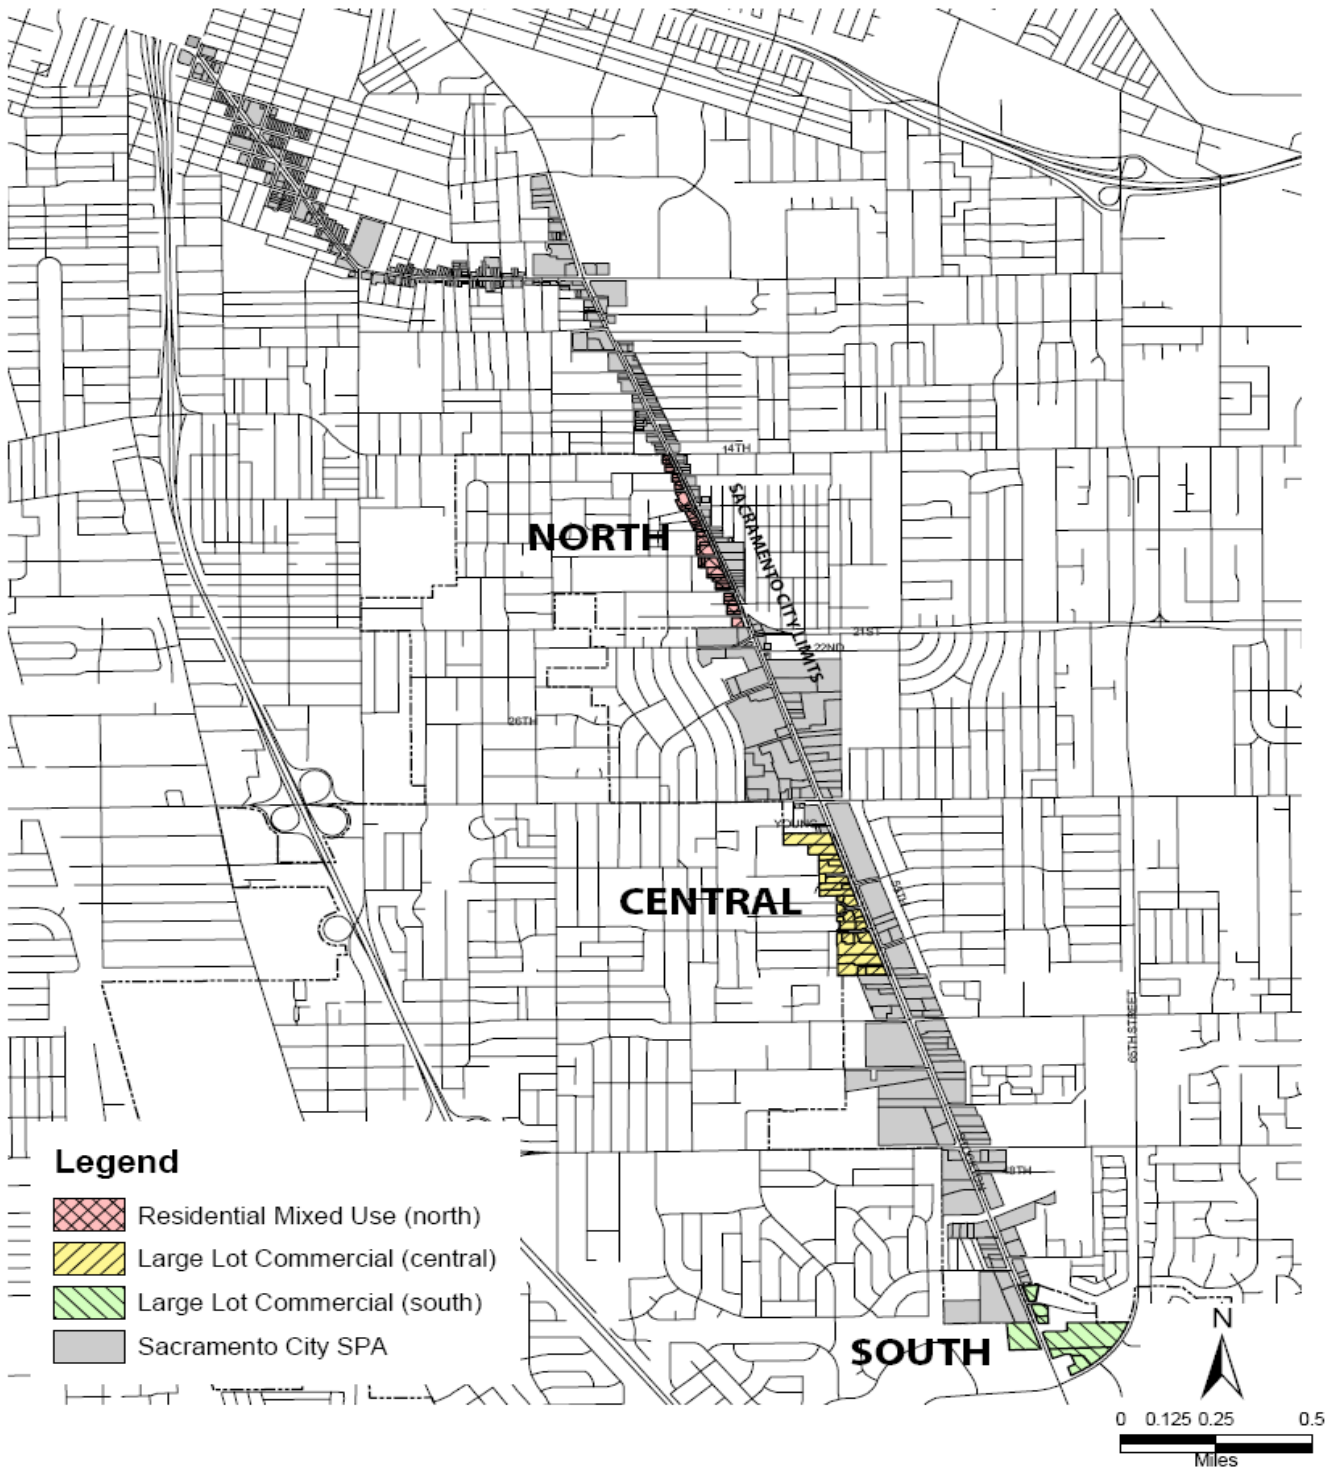 14TH
NORTH
SACRAMENTO CITY LIMITS
21ST
22ND
26TH
YOUNG
CENTRAL
65TH STREET
Legend
Residential Mixed Use (north)
Large Lot Commercial (central)
Large Lot Commercial (south)
Sacramento City SPA
SOUTH
N
0 0.125 0.25 0.5
Miles